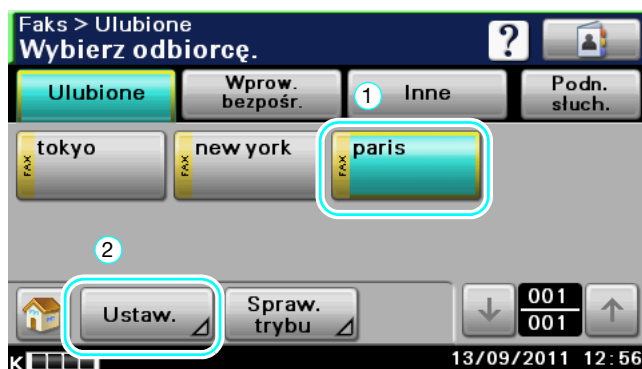 Faks > Ulubione
Wybierz odbiorcę.
?
Ulubione
Wprow.
bezpośr.
1
Inne
Podn.
słuch.
FAX
tokyo
FAX
new york
FAX
paris
2
Ustaw.
Spraw.
trybu
001
001
K
13/09/2011 12:56